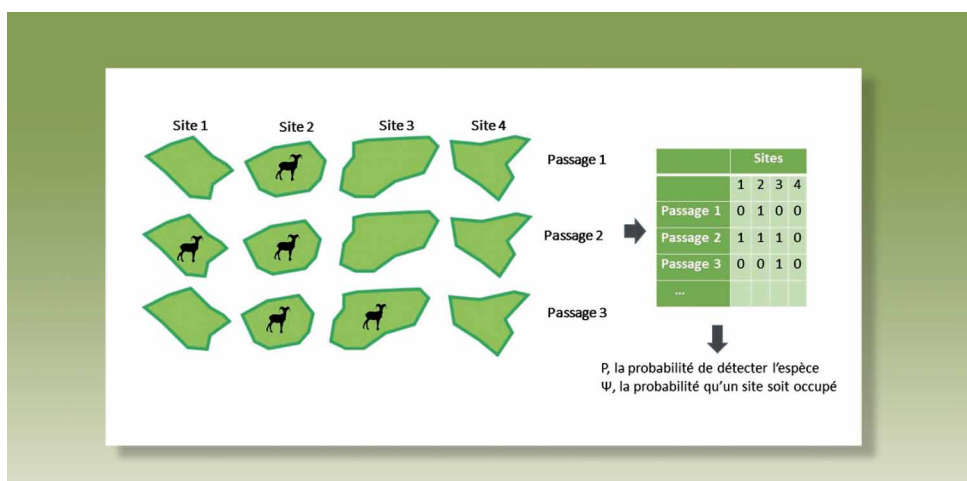 Site 1 Site 2 Site 3 Site 4
Passage 1
Passage 2
Passage 3
Sites
1 2 3 4
Passage 1 0 1 0 0
Passage 2 1 1 1 0
Passage 3 0 0 1 0
...
P, la probabilité de détecter l'espèce
Ψ, la probabilité qu'un site soit occupé